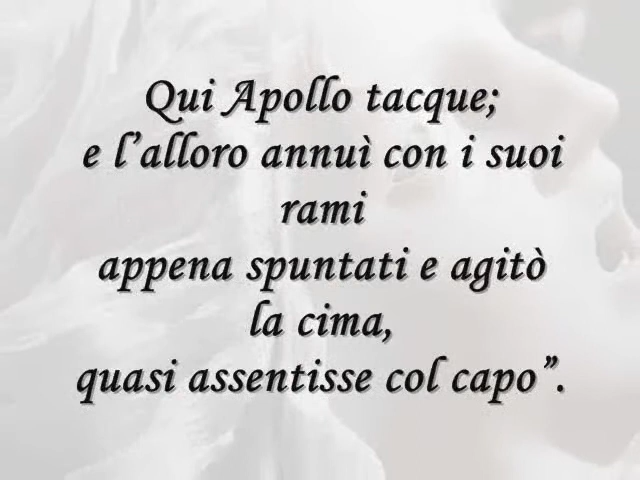 Qui Apollo tacque;
e l’alloro annuì con i suoi
rami
appena spuntati e agitò
la cima,
quasi assentisse col capo”.